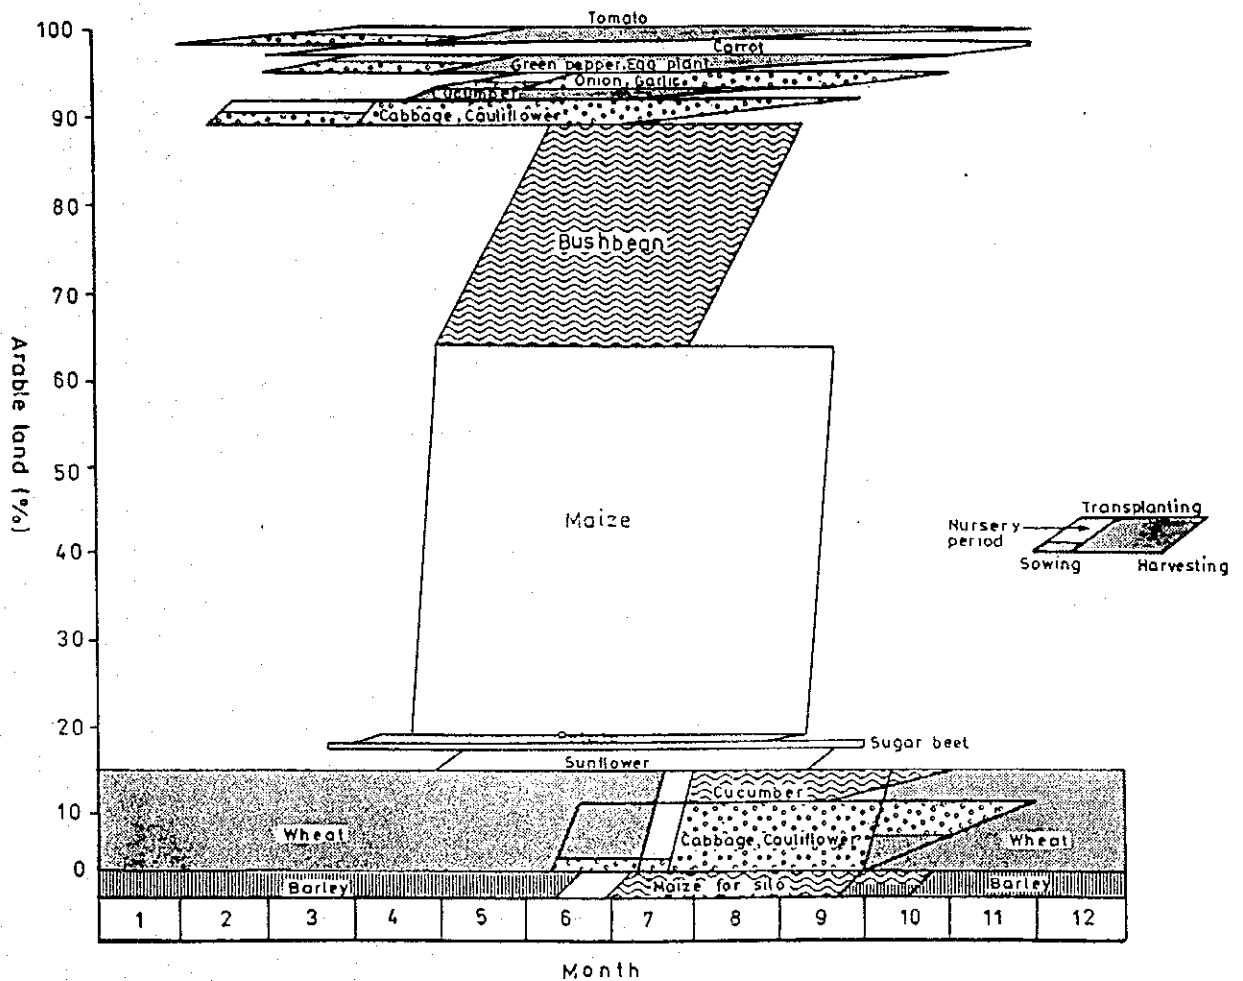 Tomato
100
Carrot
Green pepper, Egg plant
Onion, Garlic
Cucumber
90
Cabbage, Cauliflower
80
Bushbean
70
60
Arable land (%)
50
Maize
Transplanting
Nursery period
40
Sowing
Harvesting
30
20
Sugar beet
Sunflower
Cucumber
10
Wheat
Cabbage, Cauliflower
Wheat
0
Barley
Maize for silo
Barley
1 2 3 4 5 6 7 8 9 10 11 12
Month